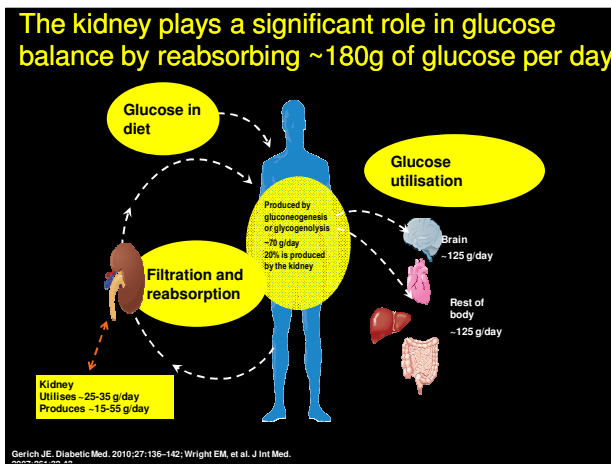 The kidney plays a significant role in glucose
balance by reabsorbing ~180g of glucose per day
Glucose in
diet
Glucose
utilisation
Produced by
gluconeogenesis
or glycogenolysis
~70 g/day
20% is produced
by the kidney
Brain
~125 g/day
Filtration and
reabsorption
Rest of
body
~125 g/day
Kidney
Utilises ~25-35 g/day
Produces ~15-55 g/day
Gerich JE. Diabetic Med. 2010;27:136–142; Wright EM, et al. J Int Med.